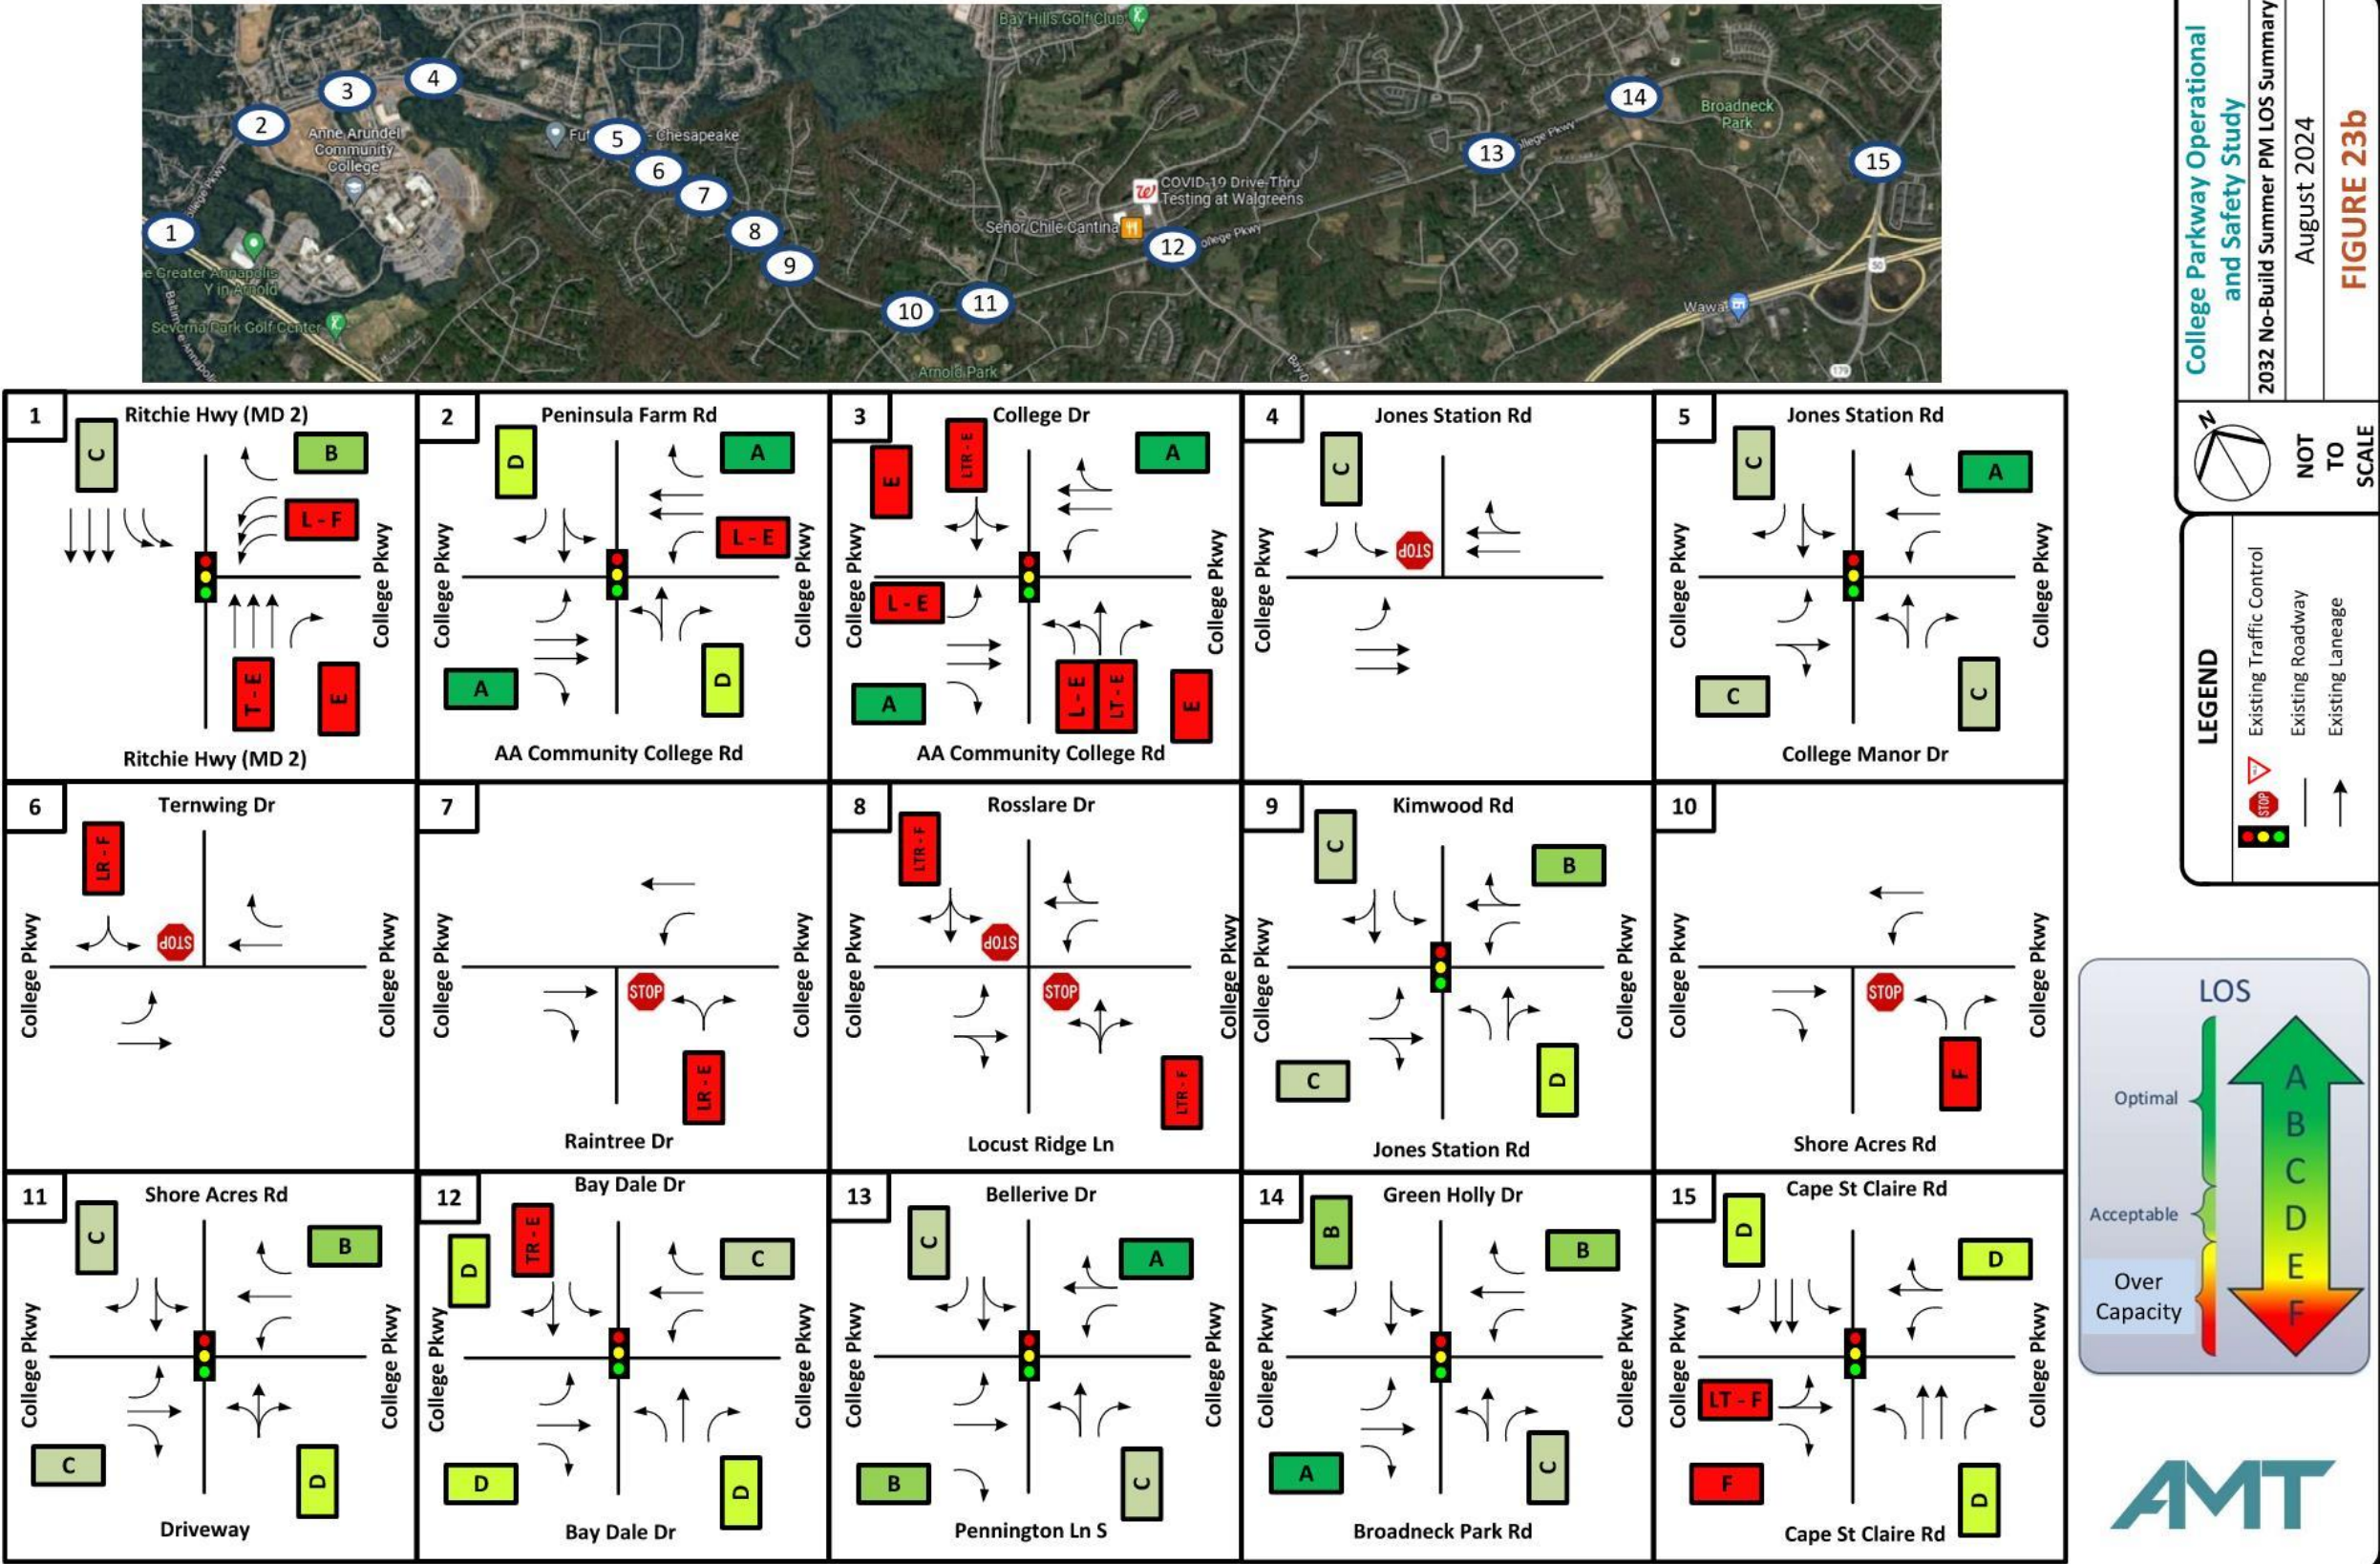 Bay Hills Golf Club
Anne Arundel
Community
College
College Pkwy
Fut
- Chesapeake
COVID-19 Drive-Thru
Testing at Walgreens
Señor Chile Cantina
ollege Pkwy
ollege Pkwy
Broadneck
Park
e Greater Annapolis
Y in Arnold
Severna Park Golf Center
Arnold Park
Wawa
50
179
1
2
3
4
5
6
7
8
9
10
11
12
13
14
15
College Parkway Operational
and Safety Study
2032 No-Build Summer PM LOS Summary
August 2024
FIGURE 23b
N
NOT
TO
SCALE
LEGEND
STOP
Existing Traffic Control
Existing Roadway
Existing Laneage
LOS
Optimal
Acceptable
Over
Capacity
A
B
C
D
E
F
AMT
1
Ritchie Hwy (MD 2)
C
B
L - F
College Pkwy
T - E
E
Ritchie Hwy (MD 2)
2
Peninsula Farm Rd
D
A
L - E
College Pkwy
College Pkwy
A
D
AA Community College Rd
3
College Dr
E
LTR - E
A
College Pkwy
College Pkwy
L - E
A
L - E
LT - E
E
AA Community College Rd
4
Jones Station Rd
C
STOP
College Pkwy
5
Jones Station Rd
C
A
College Pkwy
College Pkwy
C
C
College Manor Dr
6
Ternwing Dr
LR - F
STOP
College Pkwy
College Pkwy
7
College Pkwy
College Pkwy
STOP
LR - E
Raintree Dr
8
Rosslare Dr
LTR - F
STOP
College Pkwy
College Pkwy
STOP
LTR - F
Locust Ridge Ln
9
Kimwood Rd
C
B
College Pkwy
College Pkwy
C
D
Jones Station Rd
10
College Pkwy
College Pkwy
STOP
F
Shore Acres Rd
11
Shore Acres Rd
C
B
College Pkwy
College Pkwy
C
D
Driveway
12
Bay Dale Dr
D
TR - E
C
College Pkwy
College Pkwy
D
D
Bay Dale Dr
13
Bellerive Dr
C
A
College Pkwy
College Pkwy
B
C
Pennington Ln S
14
Green Holly Dr
B
B
College Pkwy
College Pkwy
A
C
Broadneck Park Rd
15
Cape St Claire Rd
D
D
College Pkwy
College Pkwy
LT - F
F
D
Cape St Claire Rd